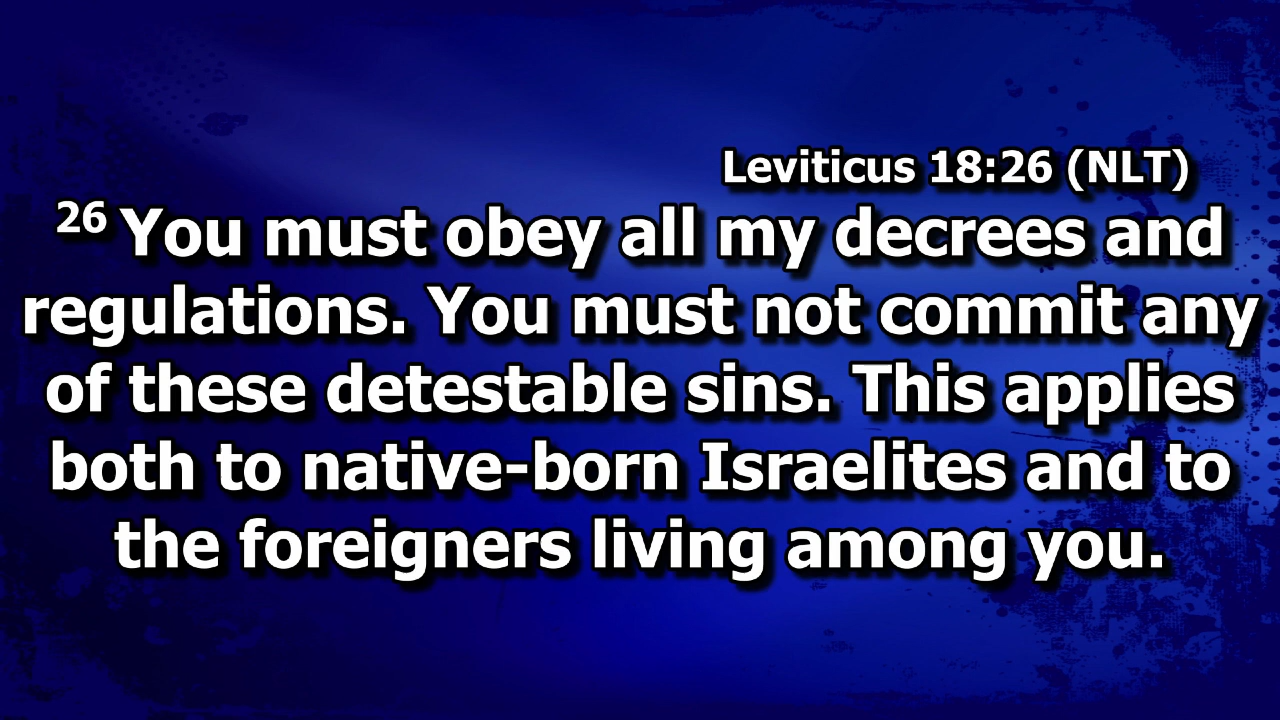 Leviticus 18:26 (NLT)
26 You must obey all my decrees and
regulations. You must not commit any
of these detestable sins. This applies
both to native-born Israelites and to
the foreigners living among you.